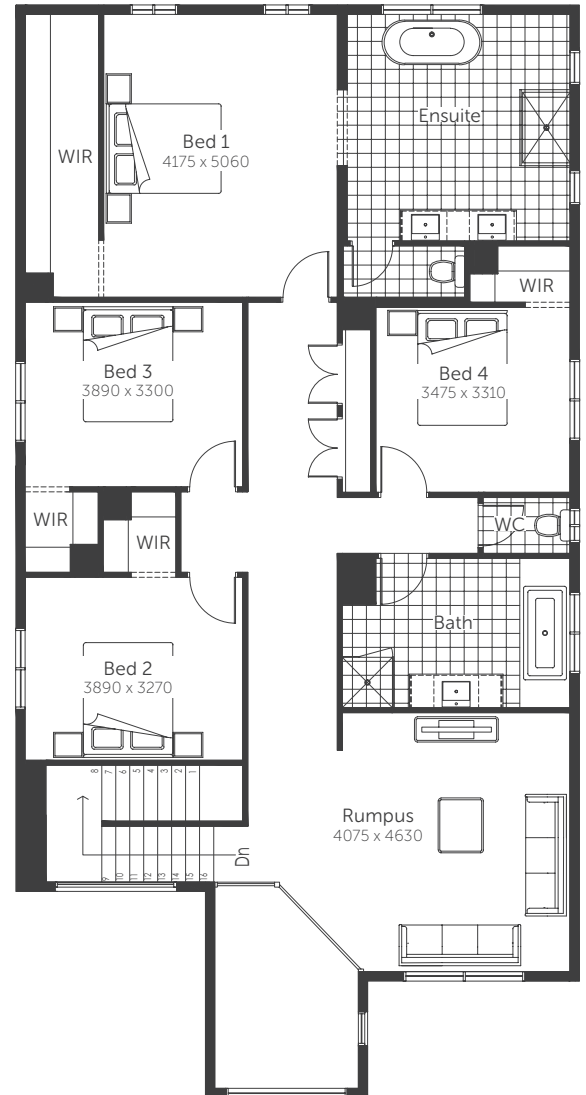 WIR
Bed 1
4175 x 5060
Ensuite
WIR
Bed 3
3890 x 3300
Bed 4
3475 x 3310
WIR
WIR
WC
Bath
Bed 2
3890 x 3270
8 7 6 5 4 3 2 1
Rumpus
4075 x 4630
Dn
9 10 11 12 13 14 15 16